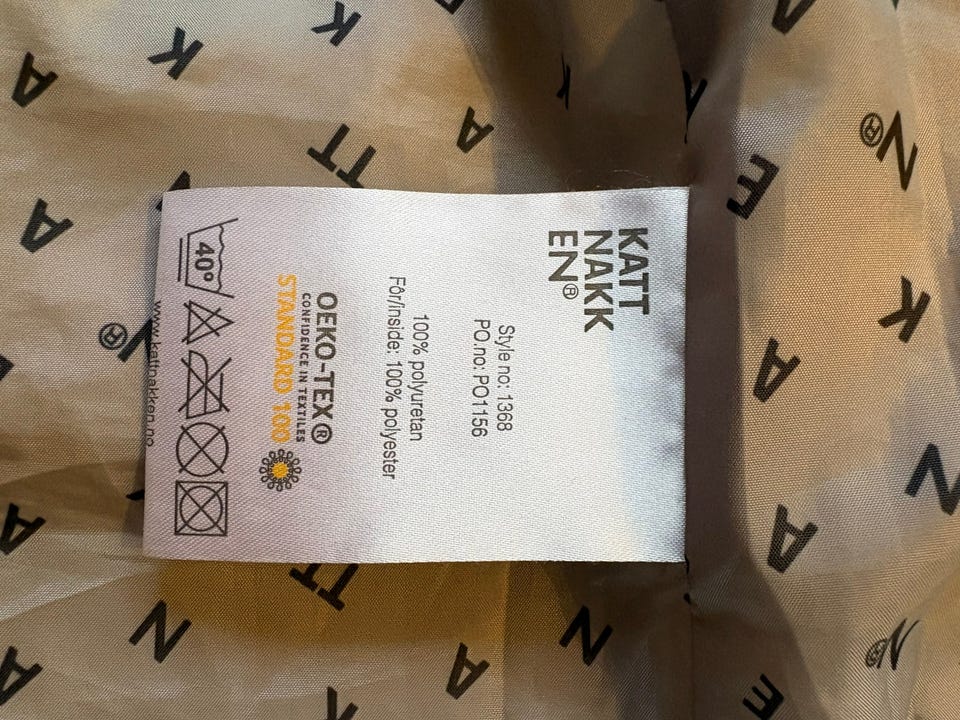 KATT
NAKK
EN®
Style no: 1368
PO.no: PO1156
100% polyuretan
Fôr/inside: 100% polyester
OEKO-TEX®
CONFIDENCE IN TEXTILES
STANDARD 100
40°
www.kattnakken.no